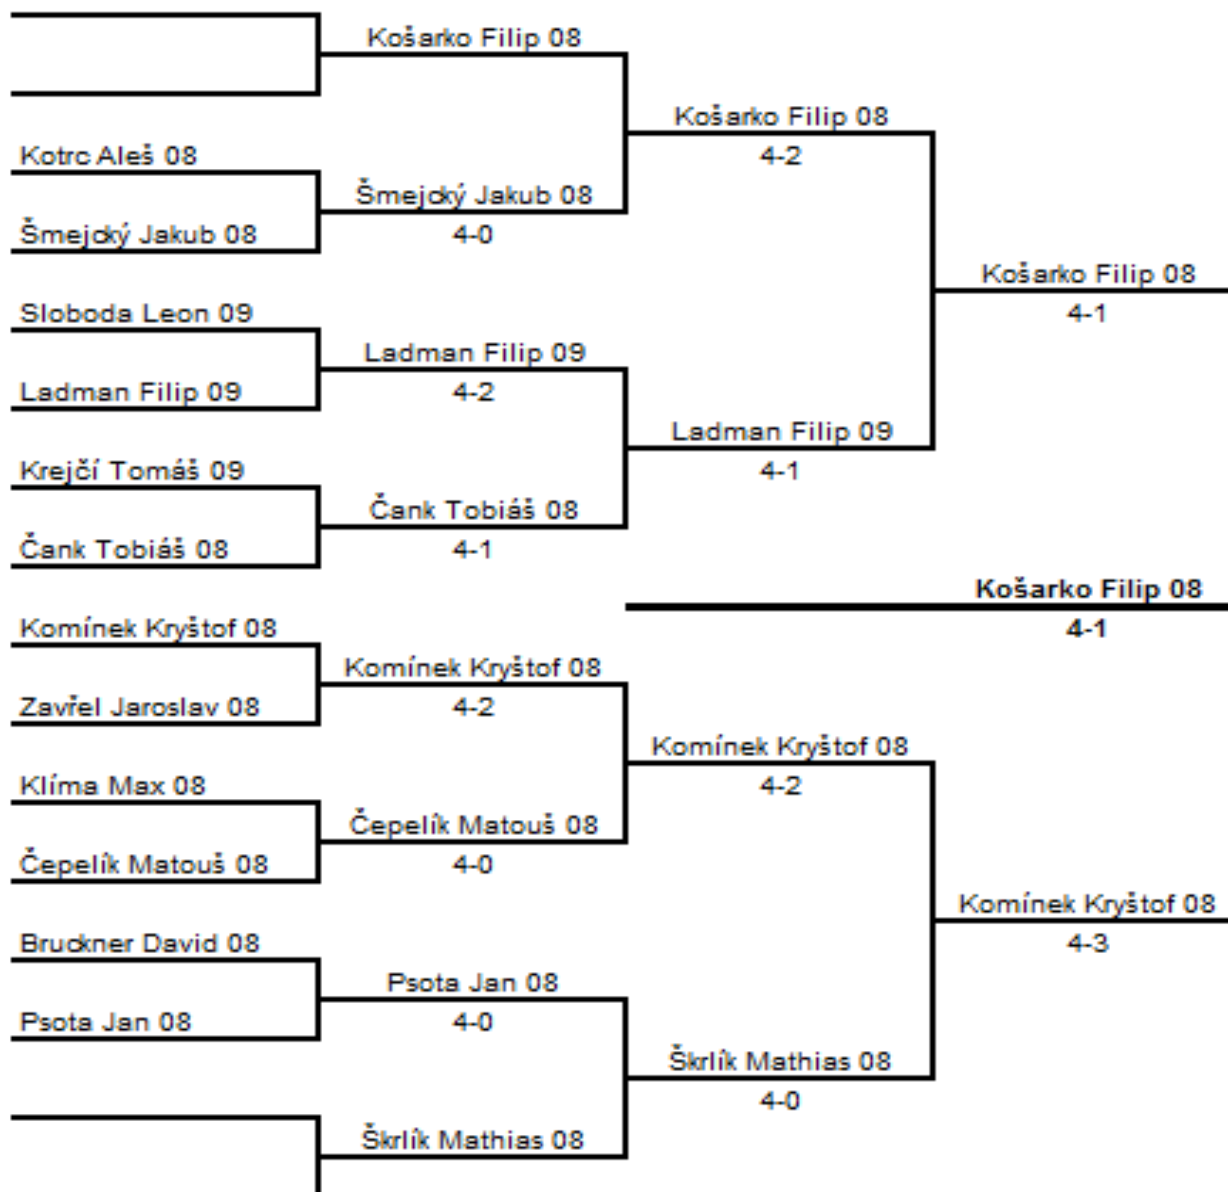 Košarko Filip 08
Košarko Filip 08
4-2
Kotrc Aleš 08
Šmejcký Jakub 08
4-0
Šmejcký Jakub 08
Košarko Filip 08
4-1
Sloboda Leon 09
Ladman Filip 09
4-2
Ladman Filip 09
Ladman Filip 09
4-1
Krejčí Tomáš 09
Čank Tobiáš 08
4-1
Čank Tobiáš 08
Košarko Filip 08
4-1
Komínek Kryštof 08
Komínek Kryštof 08
4-2
Zavřel Jaroslav 08
Komínek Kryštof 08
4-2
Klíma Max 08
Čepelík Matouš 08
4-0
Čepelík Matouš 08
Komínek Kryštof 08
4-3
Bruckner David 08
Psota Jan 08
4-0
Psota Jan 08
Škrlík Mathias 08
4-0
Škrlík Mathias 08